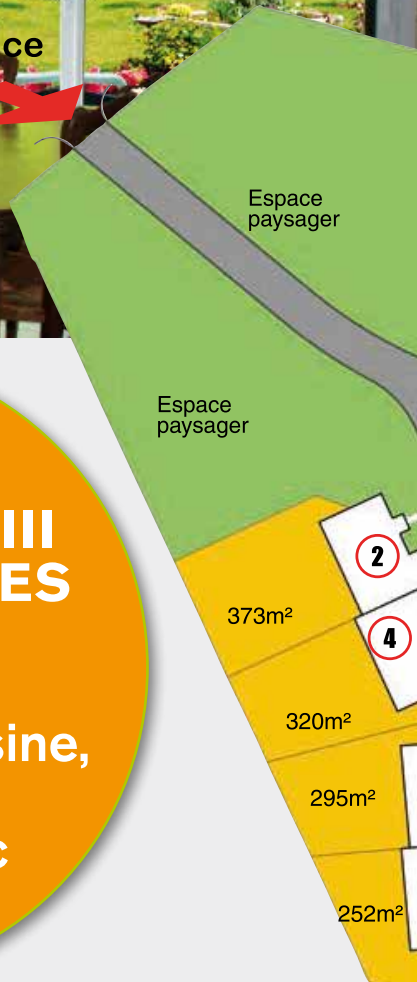 ce
Espace
paysager
Espace
paysager
III
ES
sine,
c
2
373m²
4
320m²
295m²
252m²